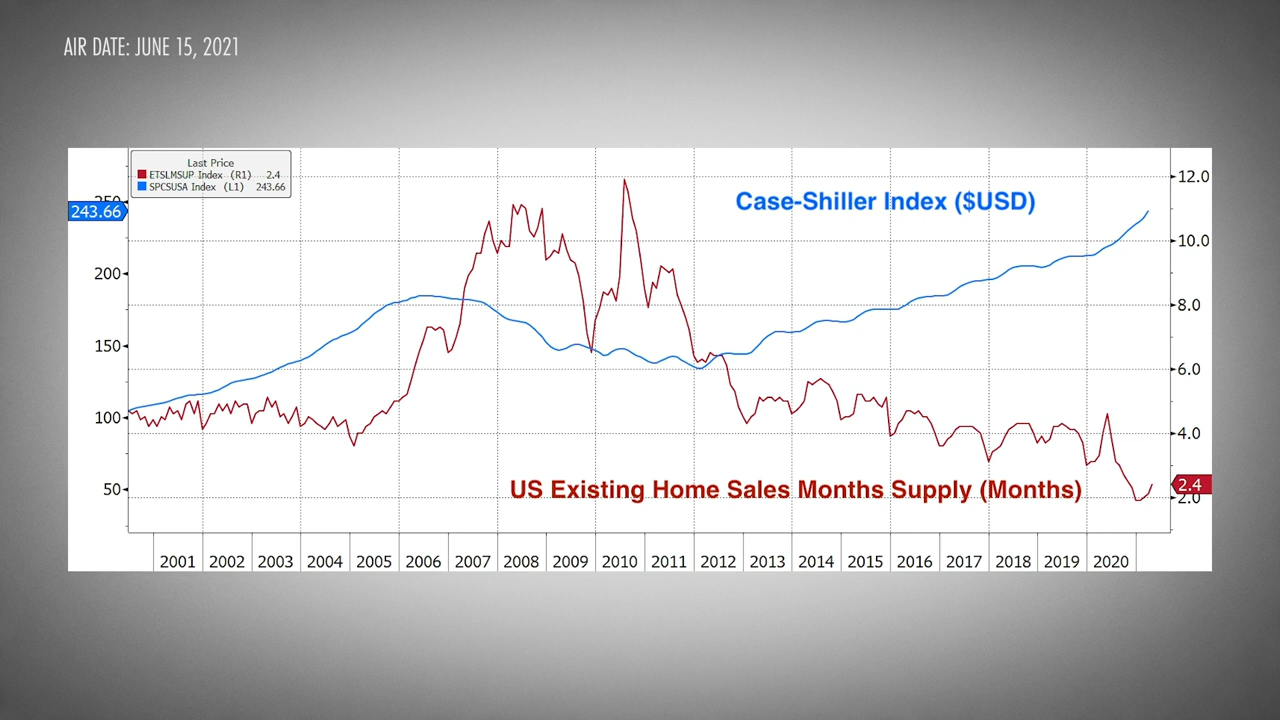 AIR DATE: JUNE 15, 2021
Last Price
ETSLMSUP Index (R1) 2.4
SPCSUSA Index (L1) 243.66
Case-Shiller Index ($USD)
US Existing Home Sales Months Supply (Months)
250
243.66
200
150
100
50
12.0
10.0
8.0
6.0
4.0
2.4
2.0
2001 2002 2003 2004 2005 2006 2007 2008 2009 2010 2011 2012 2013 2014 2015 2016 2017 2018 2019 2020